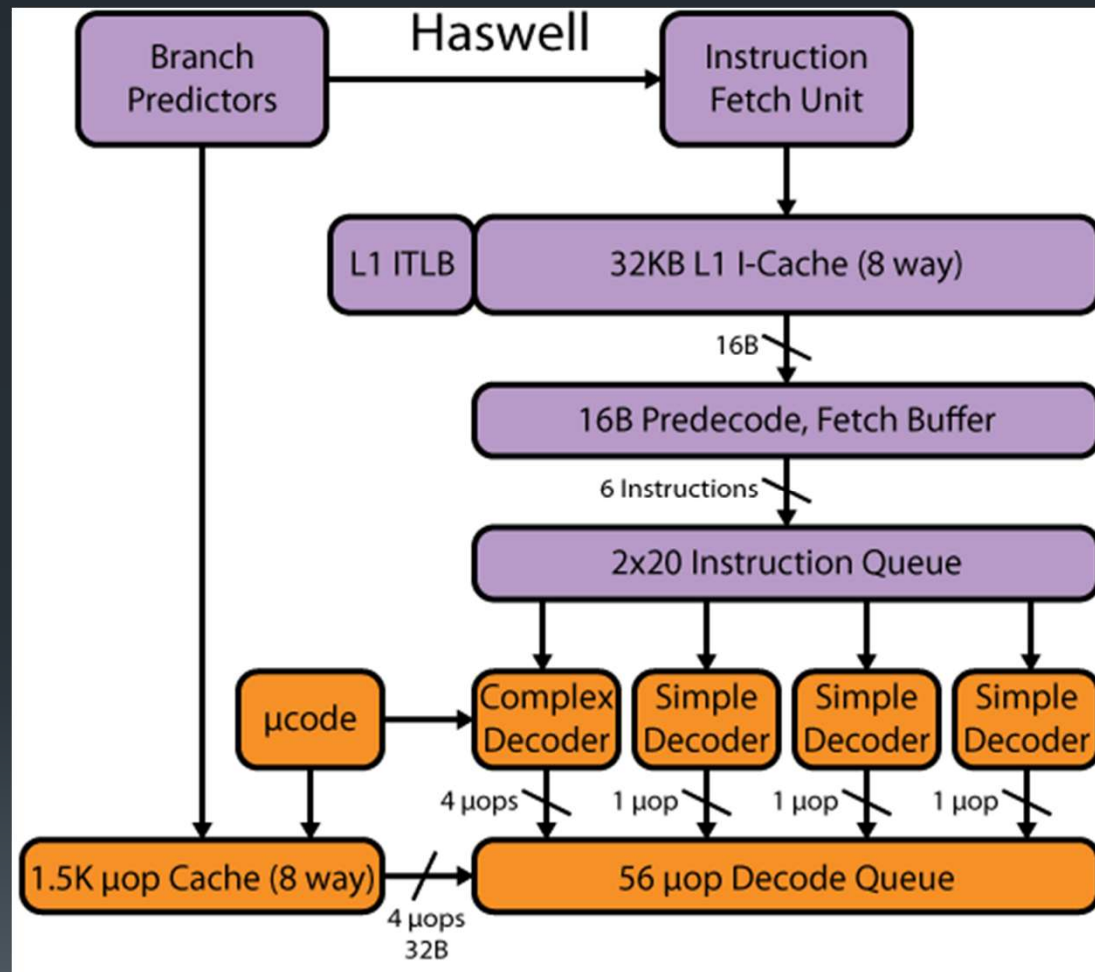 Haswell
Branch
Predictors
Instruction
Fetch Unit
L1 ITLB
32KB L1 I-Cache (8 way)
16B
16B Predecode, Fetch Buffer
6 Instructions
2x20 Instruction Queue
μcode
Complex
Decoder
Simple
Decoder
Simple
Decoder
Simple
Decoder
4 μops
1 μop
1 μop
1 μop
1.5K μop Cache (8 way)
4 μops
32B
56 μop Decode Queue